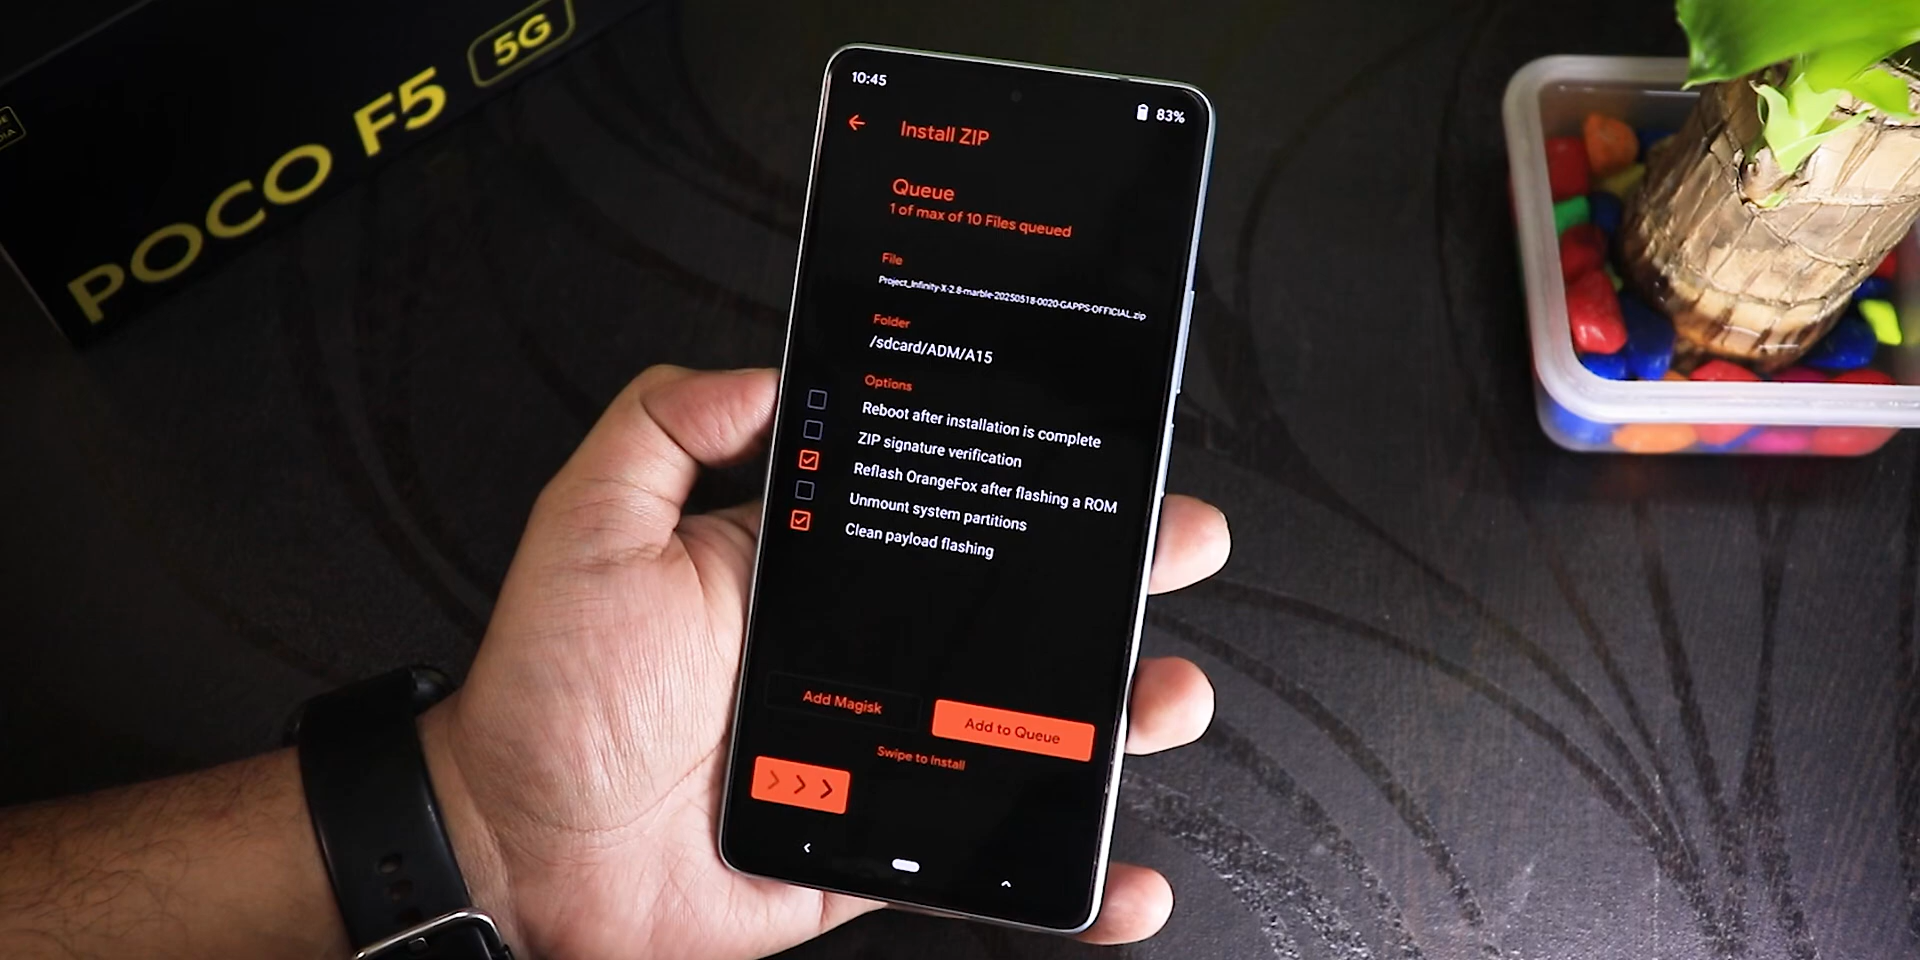 5G
POCO F5
10:45
83%
Install ZIP
Queue
1 of max of 10 Files queued
File
Project_Infinity-X-2.8-marble-20250518-0020-GAPPS-OFFICIAL.zip
Folder
/sdcard/ADM/A15
Options
Reboot after installation is complete
ZIP signature verification
Reflash OrangeFox after flashing a ROM
Unmount system partitions
Clean payload flashing
Add Magisk
Add to Queue
Swipe to Install